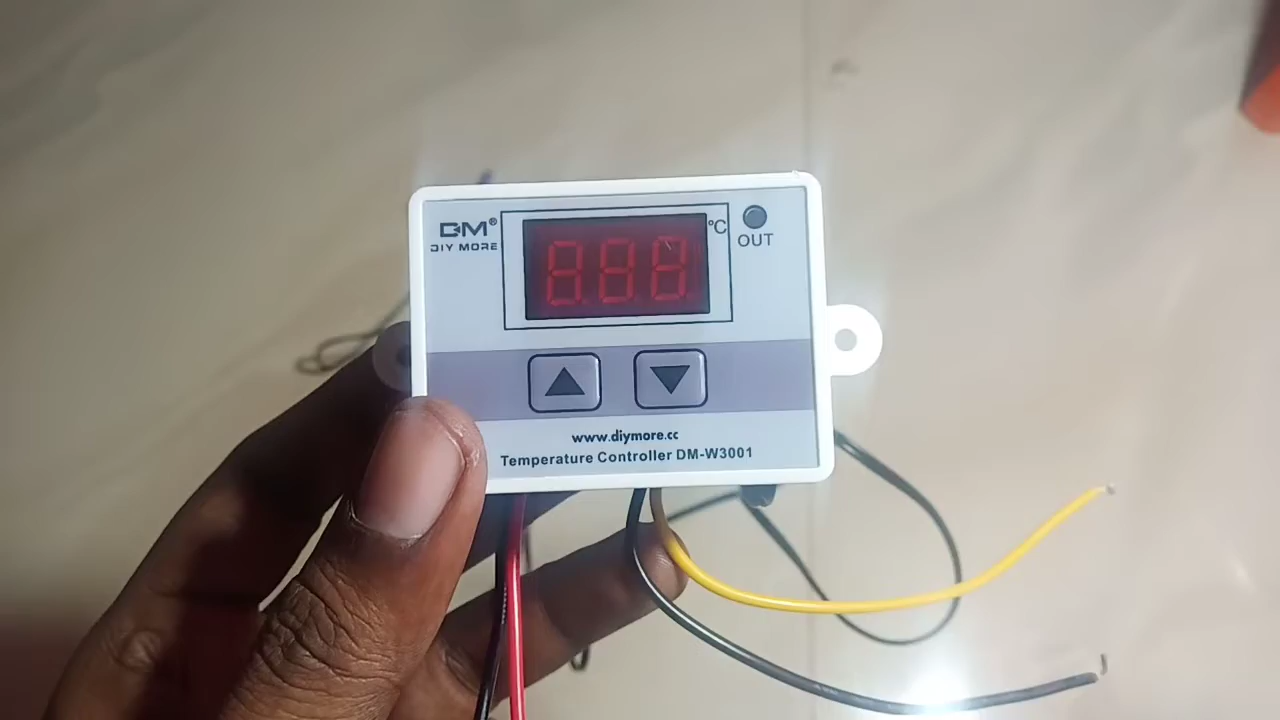 DM®
DIY MORE
°C
OUT
www.diymore.cc
Temperature Controller DM-W3001